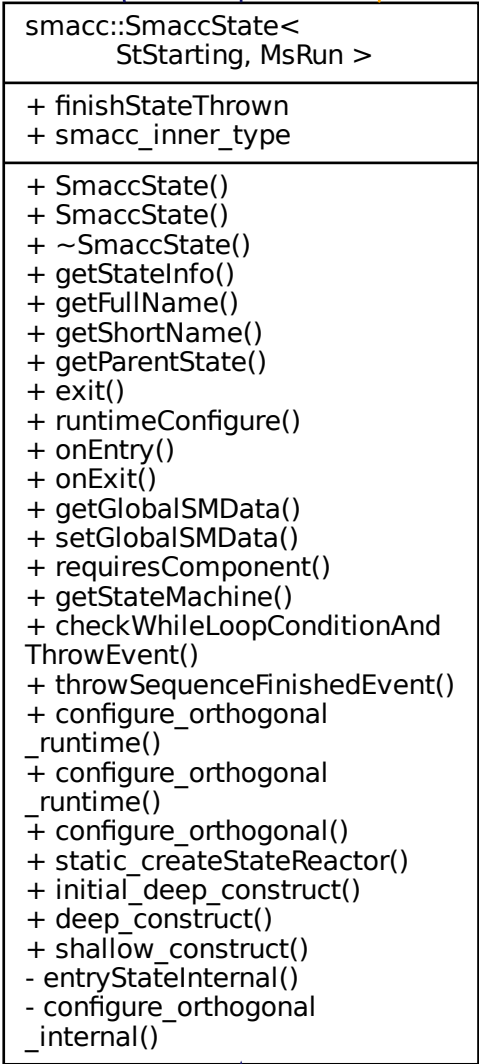 smacc::SmaccState<
StStarting, MsRun >
+ finishStateThrown
+ smacc_inner_type
+ SmaccState()
+ SmaccState()
+ ~SmaccState()
+ getStateInfo()
+ getFullName()
+ getShortName()
+ getParentState()
+ exit()
+ runtimeConfigure()
+ onEntry()
+ onExit()
+ getGlobalSMData()
+ setGlobalSMData()
+ requiresComponent()
+ getStateMachine()
+ checkWhileLoopConditionAnd
ThrowEvent()
+ throwSequenceFinishedEvent()
+ configure_orthogonal
_runtime()
+ configure_orthogonal
_runtime()
+ configure_orthogonal()
+ static_createStateReactor()
+ initial_deep_construct()
+ deep_construct()
+ shallow_construct()
- entryStateInternal()
- configure_orthogonal
_internal()